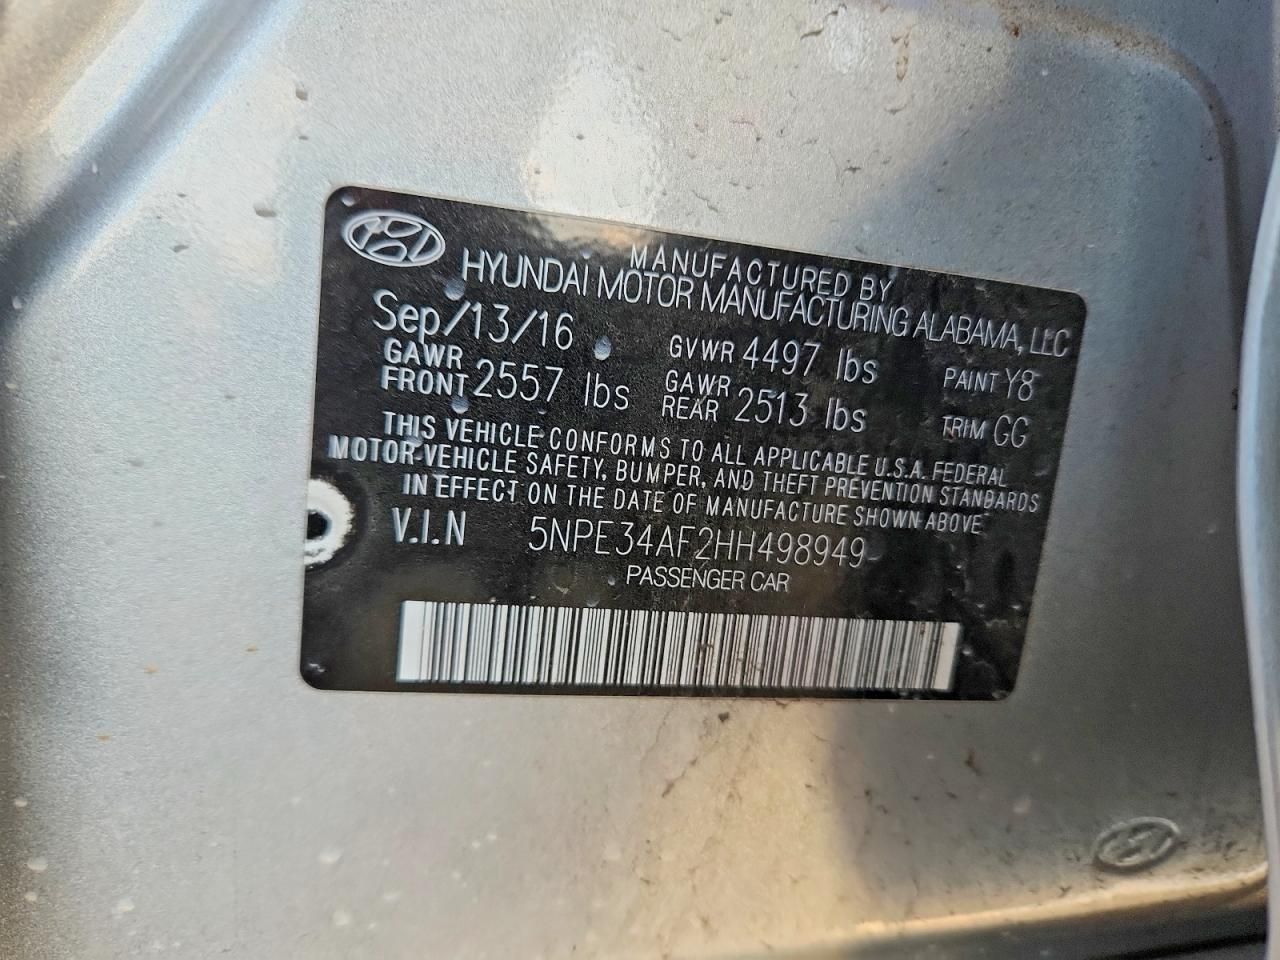 MANUFACTURED BY
HYUNDAI MOTOR MANUFACTURING ALABAMA, LLC
Sep/13/16 GVWR 4497 lbs PAINT Y8
GAWR FRONT 2557 lbs GAWR REAR 2513 lbs TRIM GG
THIS VEHICLE CONFORMS TO ALL APPLICABLE U.S.A. FEDERAL
MOTOR-VEHICLE SAFETY, BUMPER, AND THEFT PREVENTION STANDARDS
IN EFFECT ON THE DATE OF MANUFACTURE SHOWN ABOVE
V.I.N 5NPE34AF2HH498949
PASSENGER CAR